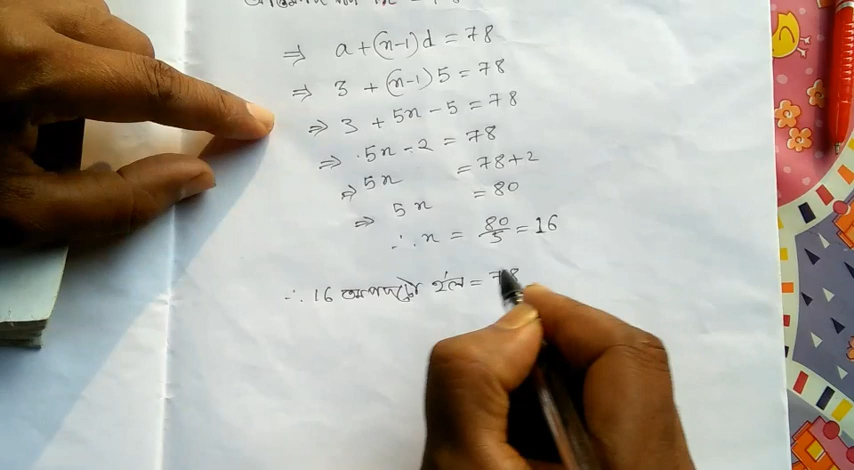 ⇒ a + (n-1) d = 78
⇒ 3 + (n-1) 5 = 78
⇒ 3 + 5n - 5 = 78
⇒ 5n - 2 = 78
⇒ 5n = 78 + 2
⇒ 5n = 80
∴ n = 80/5 = 16
∴ 16 হ'ল = 78